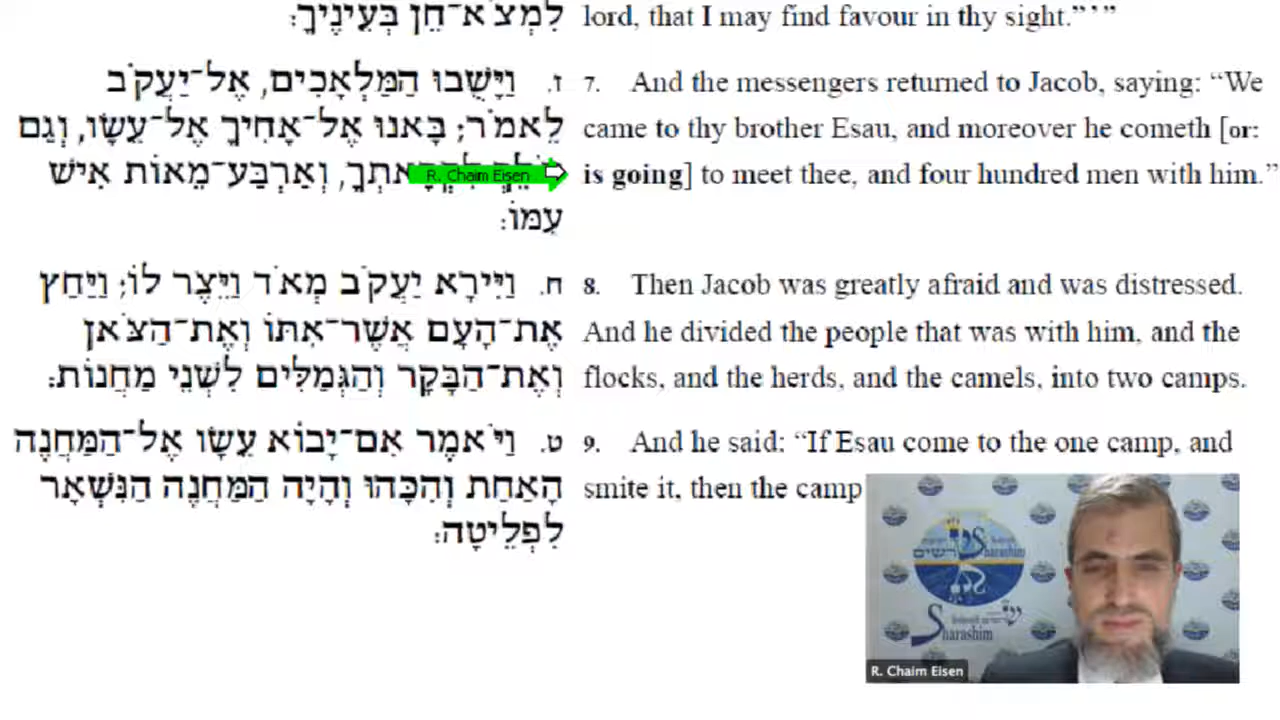 לִמְצֹא־חֵן בְּעֵינֶיךָ:
lord, that I may find favour in thy sight.”’”
ז. וַיָּשֻׁבוּ הַמַּלְאָכִים, אֶל־יַעֲקֹב
לֵאמֹר; בָּאנוּ אֶל־אָחִיךָ אֶל־עֵשָׂו, וְגַם
וְאַרְבַּע־מֵאוֹת אִישׁ
עִמּוֹ:
7. And the messengers returned to Jacob, saying: “We
came to thy brother Esau, and moreover he cometh [or:
is going] to meet thee, and four hundred men with him.”
R. Chaim Eisen
ח. וַיִּירָא יַעֲקֹב מְאֹד וַיֵּצֶר לוֹ; וַיַּחַץ
אֶת־הָעָם אֲשֶׁר־אִתּוֹ וְאֶת־הַצֹּאן
וְאֶת־הַבָּקָר וְהַגְּמַלִּים לִשְׁנֵי מַחֲנוֹת:
8. Then Jacob was greatly afraid and was distressed.
And he divided the people that was with him, and the
flocks, and the herds, and the camels, into two camps.
ט. וַיֹּאמֶר אִם־יָבוֹא עֵשָׂו אֶל־הַמַּחֲנֶה
הָאַחַת וְהִכָּהוּ וְהָיָה הַמַּחֲנֶה הַנִּשְׁאָר
לִפְלֵיטָה:
9. And he said: “If Esau come to the one camp, and
smite it, then the camp
Sharashim
שרשים
Sharashim
R. Chaim Eisen